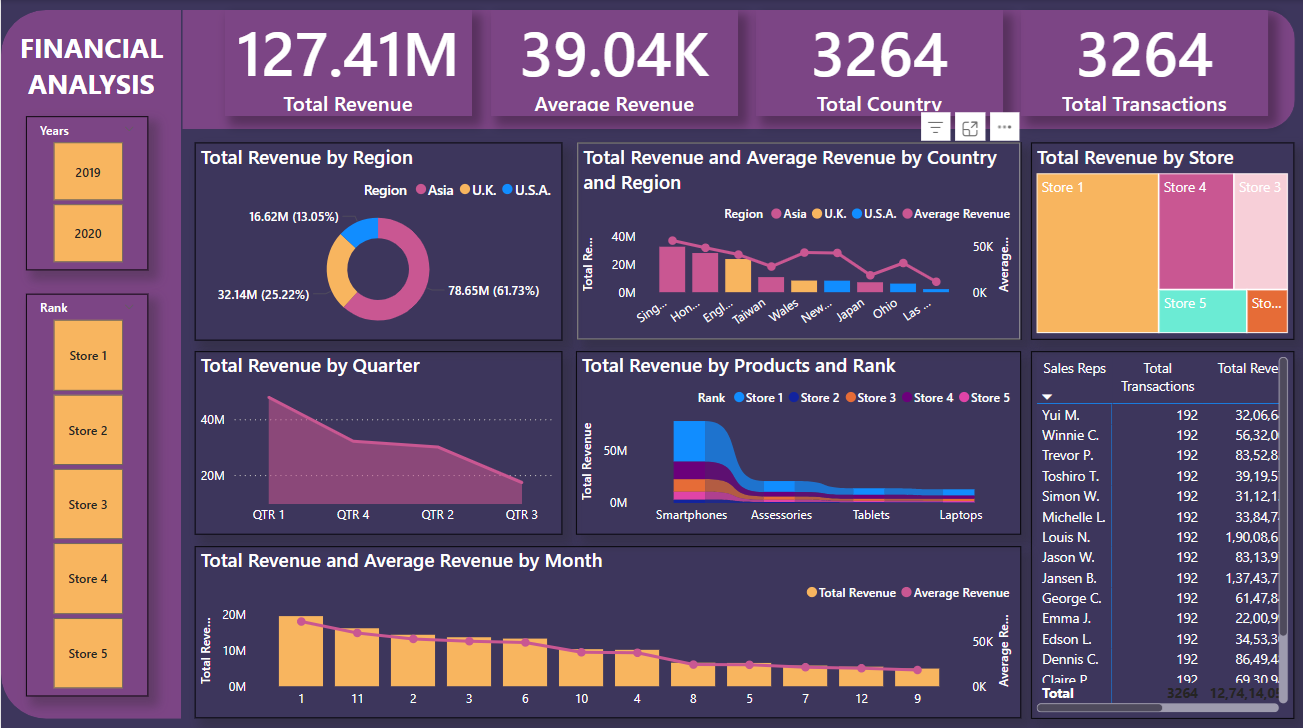 FINANCIAL
ANALYSIS
127.41M
Total Revenue
39.04K
Average Revenue
3264
Total Country
3264
Total Transactions
Years
2019
2020
Rank
Store 1
Store 2
Store 3
Store 4
Store 5
Total Revenue by Region
Region Asia U.K. U.S.A.
16.62M (13.05%)
32.14M (25.22%)
78.65M (61.73%)
Total Revenue and Average Revenue by Country
and Region
Region Asia U.K. U.S.A. Average Revenue
Total Re...
40M
20M
0M
50K
0K
Average...
Sing... Hon... Engl... Taiwan Wales New... Japan Ohio Las ...
Total Revenue by Store
Store 1
Store 4
Store 3
Store 5
Sto...
Total Revenue by Quarter
40M
20M
QTR 1 QTR 4 QTR 2 QTR 3
Total Revenue by Products and Rank
Rank Store 1 Store 2 Store 3 Store 4 Store 5
Total Revenue
50M
0M
Smartphones Assessories Tablets Laptops
Sales Reps Total Transactions Total Reve
Yui M. 192 32,06,6
Winnie C. 192 56,32,0
Trevor P. 192 83,52,8
Toshiro T. 192 39,19,5
Simon W. 192 31,12,1
Michelle L. 192 33,84,7
Louis N. 192 1,90,08,6
Jason W. 192 83,13,9
Jansen B. 192 1,37,43,7
George C. 192 61,47,8
Emma J. 192 22,00,9
Edson L. 192 34,53,3
Dennis C. 192 86,49,4
Claire P. 192 69,30,9
Total 3264 12,74,14,0
Total Revenue and Average Revenue by Month
Total Revenue Average Revenue
Total Reve...
20M
10M
0M
50K
0K
Average Re...
1 11 2 3 6 10 4 8 5 7 12 9